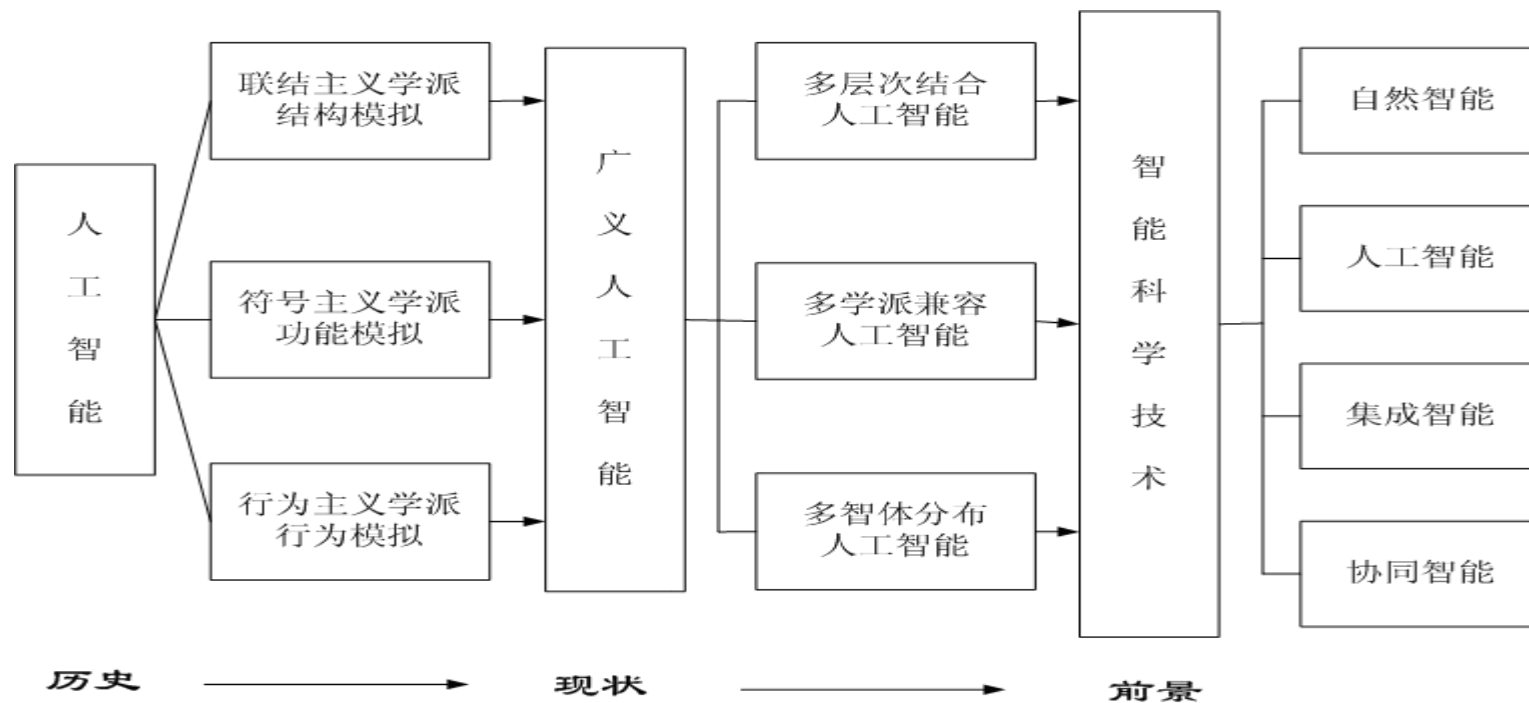 人工智能
联结主义学派
结构模拟
符号主义学派
功能模拟
行为主义学派
行为模拟
广义人工智能
多层次结合
人工智能
多学派兼容
人工智能
多智体分布
人工智能
智能科学技术
自然智能
人工智能
集成智能
协同智能
历史
现状
前景